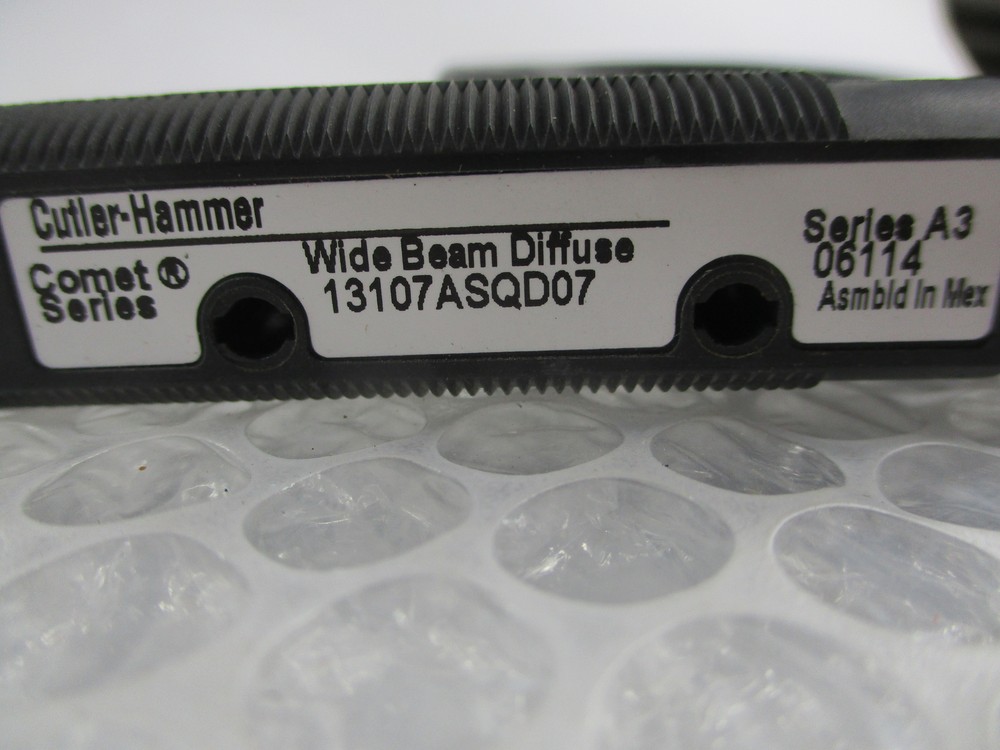 Cutler-Hammer
Comet ®
Series
Wide Beam Diffuse
13107ASQD07
Series A3
06114
Asmbld In Mex